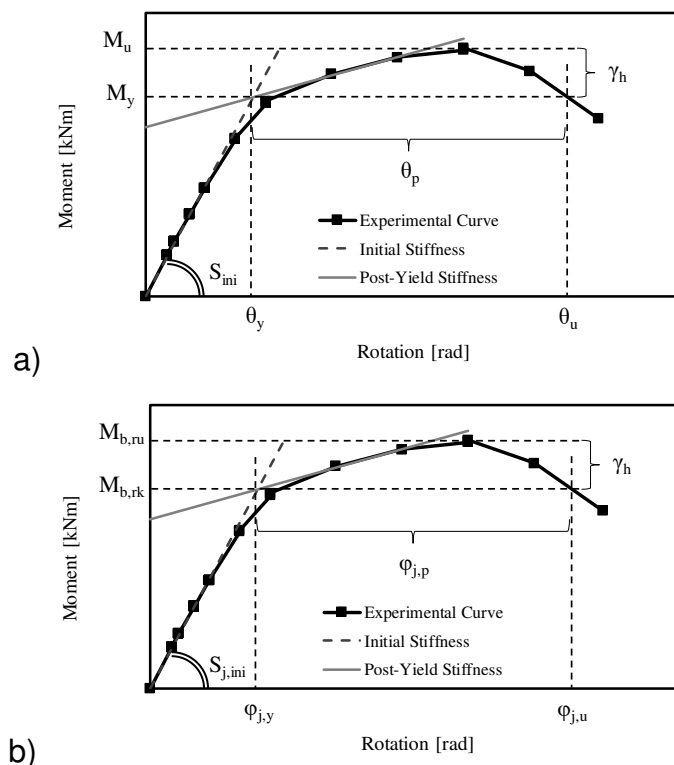 M_u
M_y
γ_h
θ_p
Moment [kNm]
Experimental Curve
Initial Stiffness
Post-Yield Stiffness
S_ini
θ_y
θ_u
Rotation [rad]
a)
M_b,ru
M_b,rk
γ_h
φ_j,p
Moment [kNm]
Experimental Curve
Initial Stiffness
Post-Yield Stiffness
S_j,ini
φ_j,y
φ_j,u
Rotation [rad]
b)